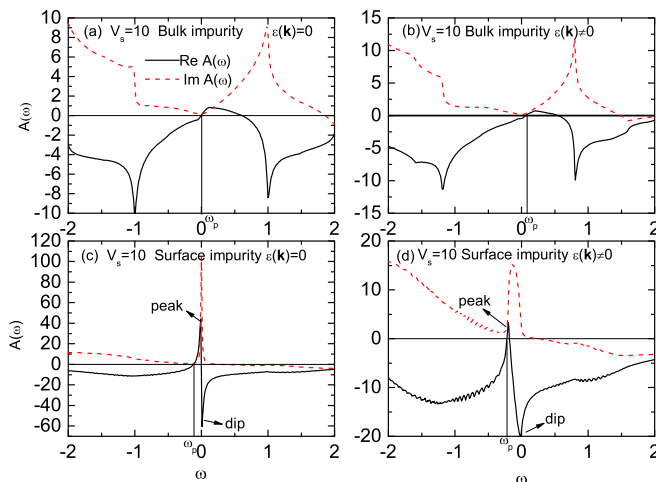 (a) V_s=10 Bulk impurity ε(k)=0
Re A(ω)
Im A(ω)
A(ω)
10
8
6
4
2
0
-2
-4
-6
-8
-10
-2
-1
0
1
2
ω_p
(b) V_s=10 Bulk impurity ε(k)≠0
15
10
5
0
-5
-10
-15
-2
-1
0
1
2
ω_p
(c) V_s=10 Surface impurity ε(k)=0
peak
dip
A(ω)
120
100
80
60
40
20
0
-20
-40
-60
-2
-1
0
1
2
ω_p
ω
(d) V_s=10 Surface impurity ε(k)≠0
peak
dip
20
10
0
-10
-20
-2
-1
0
1
2
ω_p
ω